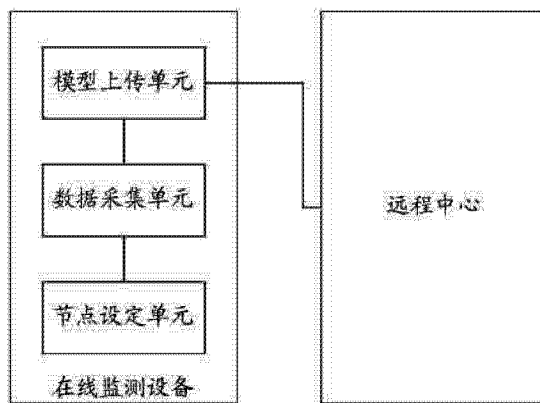 模型上传单元
数据采集单元
远程中心
节点设定单元
在线监测设备